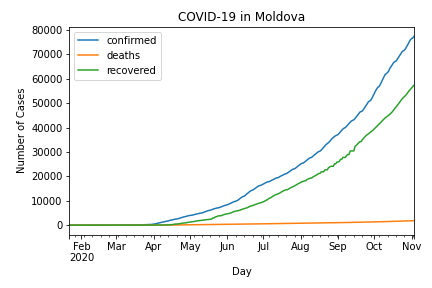 COVID-19 in Moldova
confirmed
deaths
recovered
Number of Cases
80000
70000
60000
50000
40000
30000
20000
10000
0
Feb Mar Apr May Jun Jul Aug Sep Oct Nov
2020
Day